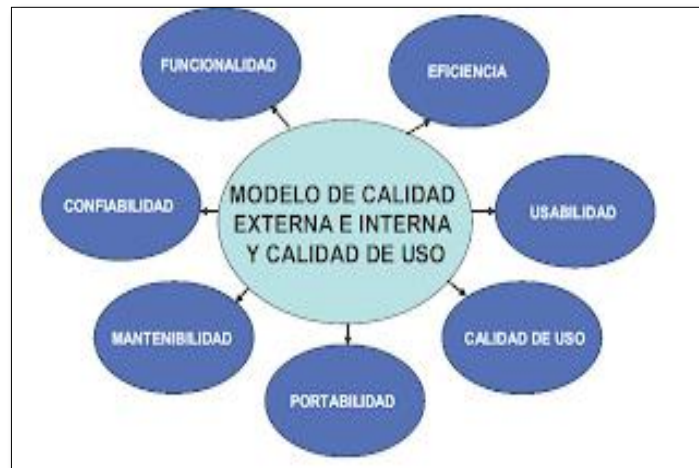 FUNCIONALIDAD
EFICIENCIA
CONFIABILIDAD
MODELO DE CALIDAD
EXTERNA E INTERNA
Y CALIDAD DE USO
USABILIDAD
MANTENIBILIDAD
CALIDAD DE USO
PORTABILIDAD